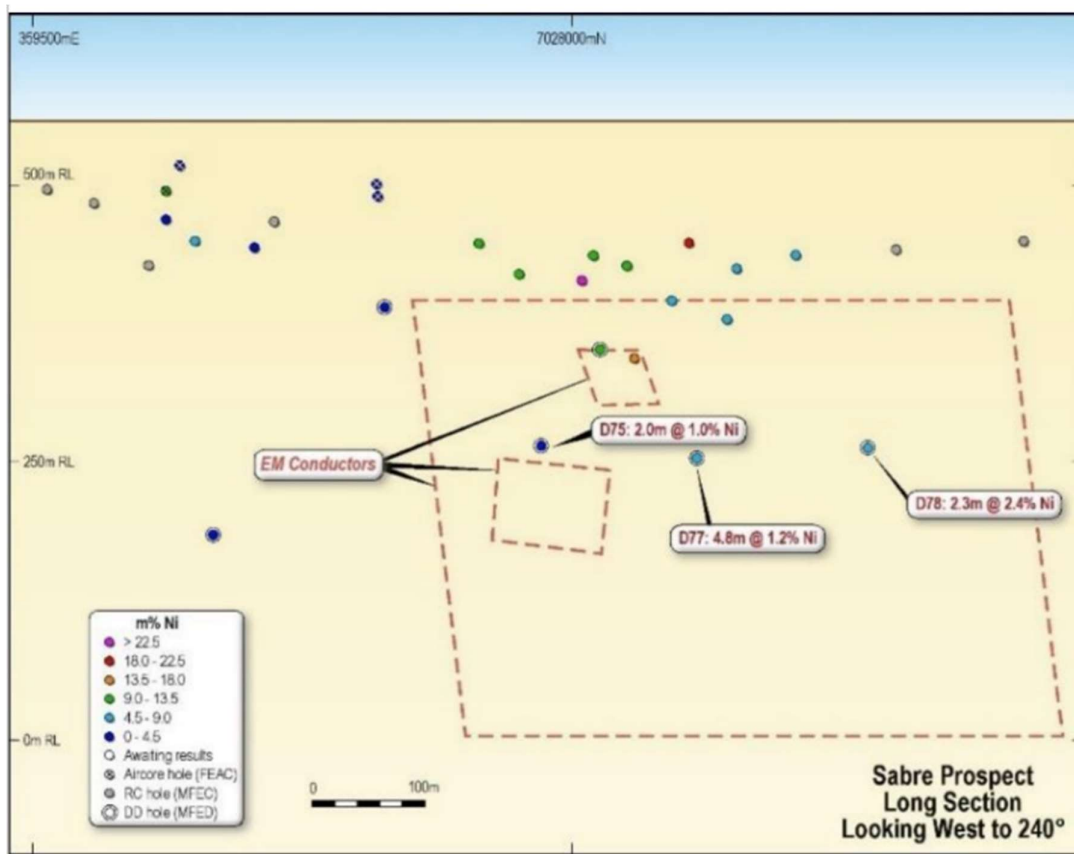 359500mE
7028000mN
500m RL
250m RL
0m RL
EM Conductors
D75: 2.0m @ 1.0% Ni
D77: 4.8m @ 1.2% Ni
D78: 2.3m @ 2.4% Ni
m% Ni
> 22.5
18.0 - 22.5
13.5 - 18.0
9.0 - 13.5
4.5 - 9.0
0 - 4.5
Awaiting results
Aircore hole (FEAC)
RC hole (MFEC)
DD hole (MFED)
0 100m
Sabre Prospect
Long Section
Looking West to 240°